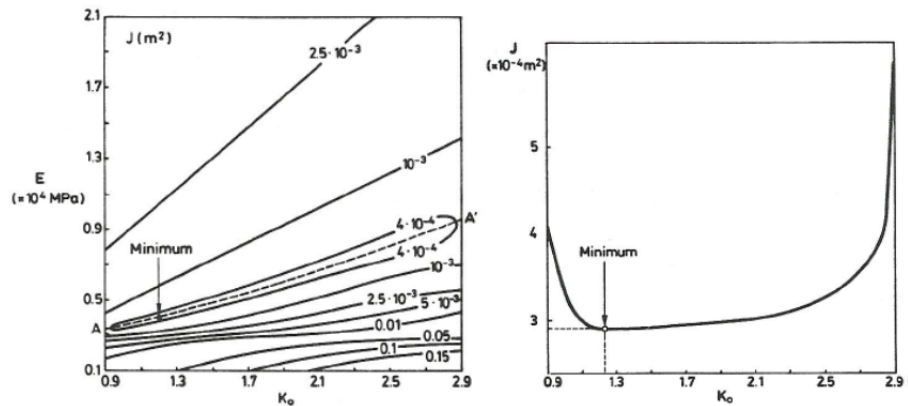 2.1
J (m²)
2.5·10⁻³
1.7
1.3
E
(×10⁴ MPa)
10⁻³
0.9
4·10⁻⁴
A'
Minimum
4·10⁻⁴
10⁻³
0.5
2.5·10⁻³
5·10⁻³
A
0.01
0.05
0.1
0.15
0.1
0.9 1.3 1.7 2.1 2.5 2.9
K₀
J
(×10⁻⁴m²)
5
4
Minimum
3
0.9 1.3 1.7 2.1 2.5 2.9
K₀